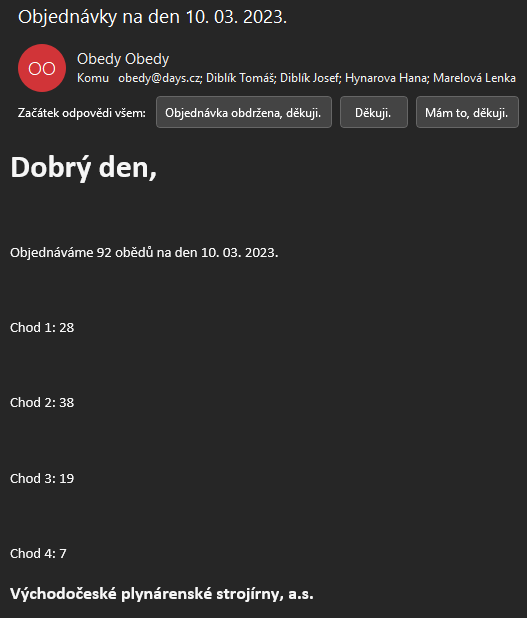 Objednávky na den 10. 03. 2023.
OO
Obedy Obedy
Komu obedy@days.cz; Diblík Tomáš; Diblík Josef; Hynarova Hana; Marelová Lenka
Začátek odpovědi všem: Objednávka obdržena, děkuji. Děkuji. Mám to, děkuji.
Dobrý den,
Objednáváme 92 obědů na den 10. 03. 2023.
Chod 1: 28
Chod 2: 38
Chod 3: 19
Chod 4: 7
Východočeské plynárenské strojírny, a.s.